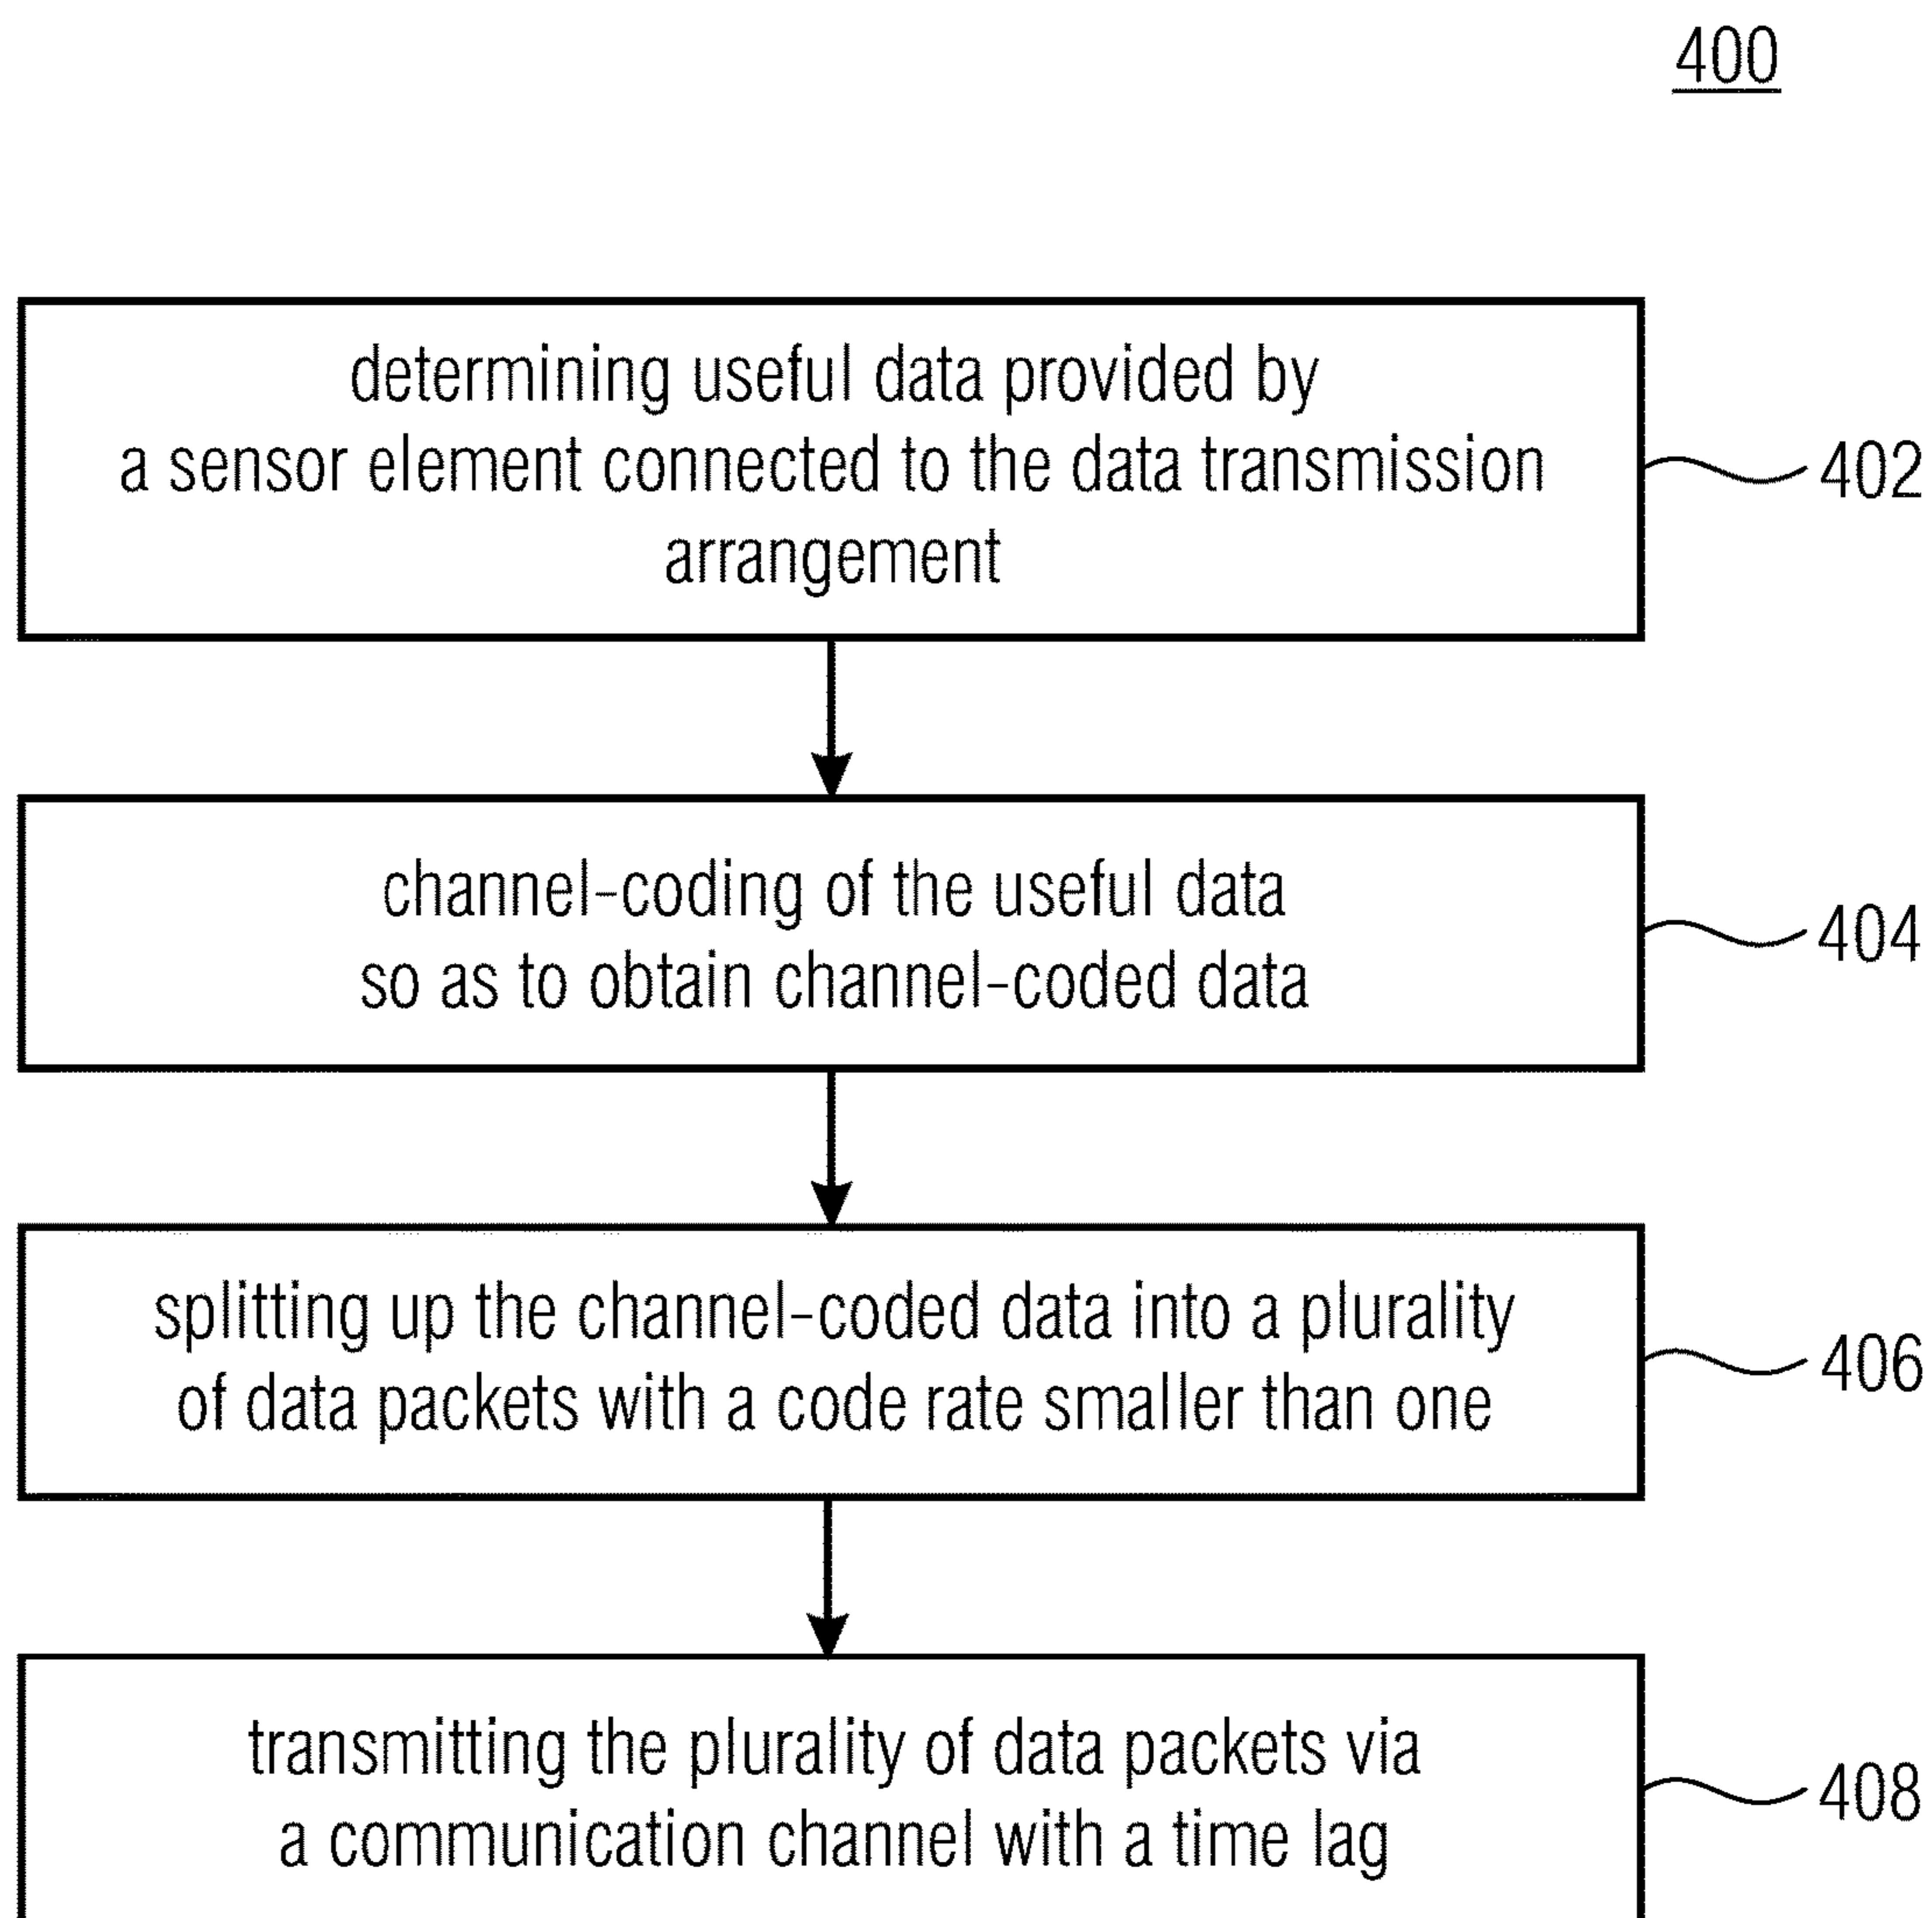 400
determining useful data provided by
a sensor element connected to the data transmission
arrangement
402
channel-coding of the useful data
so as to obtain channel-coded data
404
splitting up the channel-coded data into a plurality
of data packets with a code rate smaller than one
406
transmitting the plurality of data packets via
a communication channel with a time lag
408